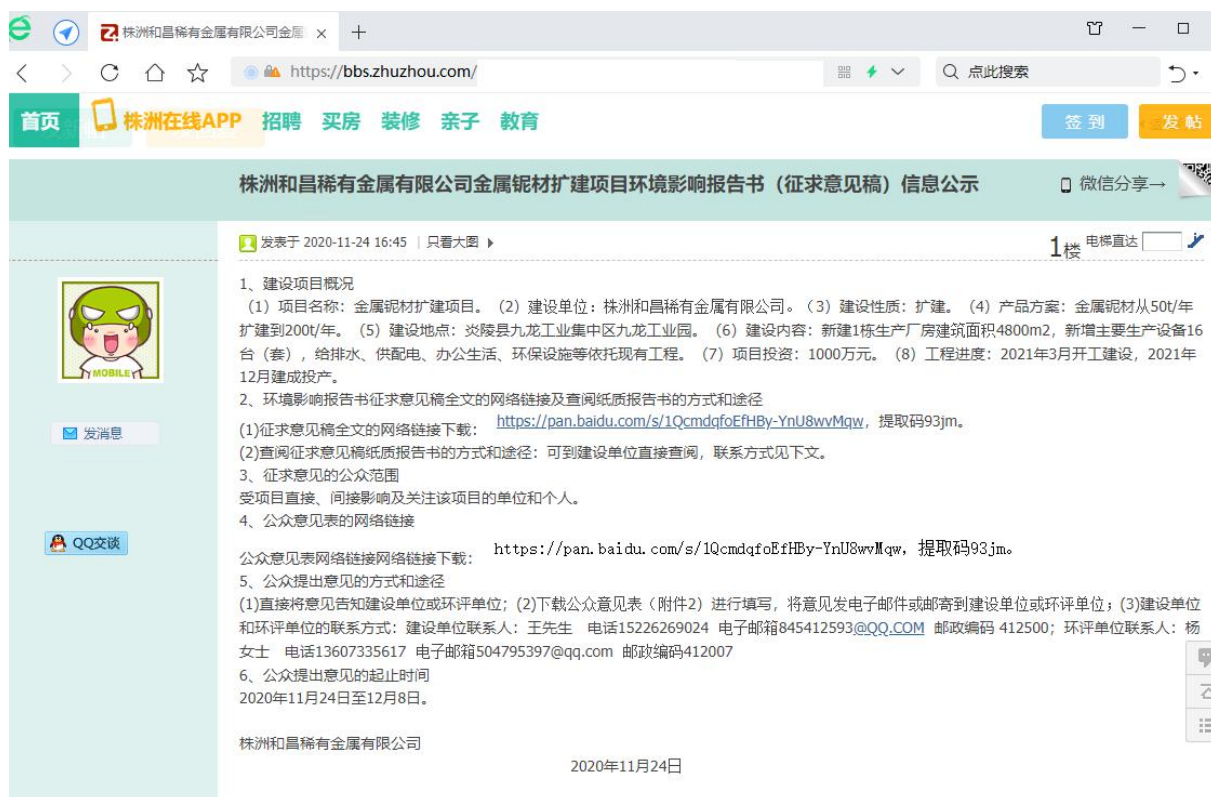 株洲和昌稀有金属有限公司金属
https://bbs.zhuzhou.com/
点此搜索
首页 株洲在线APP 招聘 买房 装修 亲子 教育
签到 发帖
株洲和昌稀有金属有限公司金属铌材扩建项目环境影响报告书（征求意见稿）信息公示
微信分享→
发表于 2020-11-24 16:45 | 只看大图
1楼 电梯直达
MOBILE
发消息
QQ交谈
1、建设项目概况
（1）项目名称：金属铌材扩建项目。（2）建设单位：株洲和昌稀有金属有限公司。（3）建设性质：扩建。（4）产品方案：金属铌材从50t/年
扩建到200t/年。（5）建设地点：炎陵县九龙工业集中区九龙工业园。（6）建设内容：新建1栋生产厂房建筑面积4800m2，新增主要生产设备16
台（套），给排水、供配电、办公生活、环保设施等依托现有工程。（7）项目投资：1000万元。（8）工程进度：2021年3月开工建设，2021年
12月建成投产。
2、环境影响报告书征求意见稿全文的网络链接及查阅纸质报告书的方式和途径
(1)征求意见稿全文的网络链接下载： https://pan.baidu.com/s/1QcmdqfoEfHBy-YnU8wvMqw，提取码93jm。
(2)查阅征求意见稿纸质报告书的方式和途径：可到建设单位直接查阅，联系方式见下文。
3、征求意见的公众范围
受项目直接、间接影响及关注该项目的单位和个人。
4、公众意见表的网络链接
公众意见表网络链接网络链接下载： https://pan.baidu.com/s/1QcmdqfoEfHBy-YnU8wvMqw，提取码93jm。
5、公众提出意见的方式和途径
(1)直接将意见告知建设单位或环评单位；(2)下载公众意见表（附件2）进行填写，将意见发电子邮件或邮寄到建设单位或环评单位；(3)建设单位
和环评单位的联系方式：建设单位联系人：王先生 电话15226269024 电子邮箱845412593@QQ.COM 邮政编码 412500；环评单位联系人：杨
女士 电话13607335617 电子邮箱504795397@qq.com 邮政编码412007
6、公众提出意见的起止时间
2020年11月24日至12月8日。
株洲和昌稀有金属有限公司
2020年11月24日